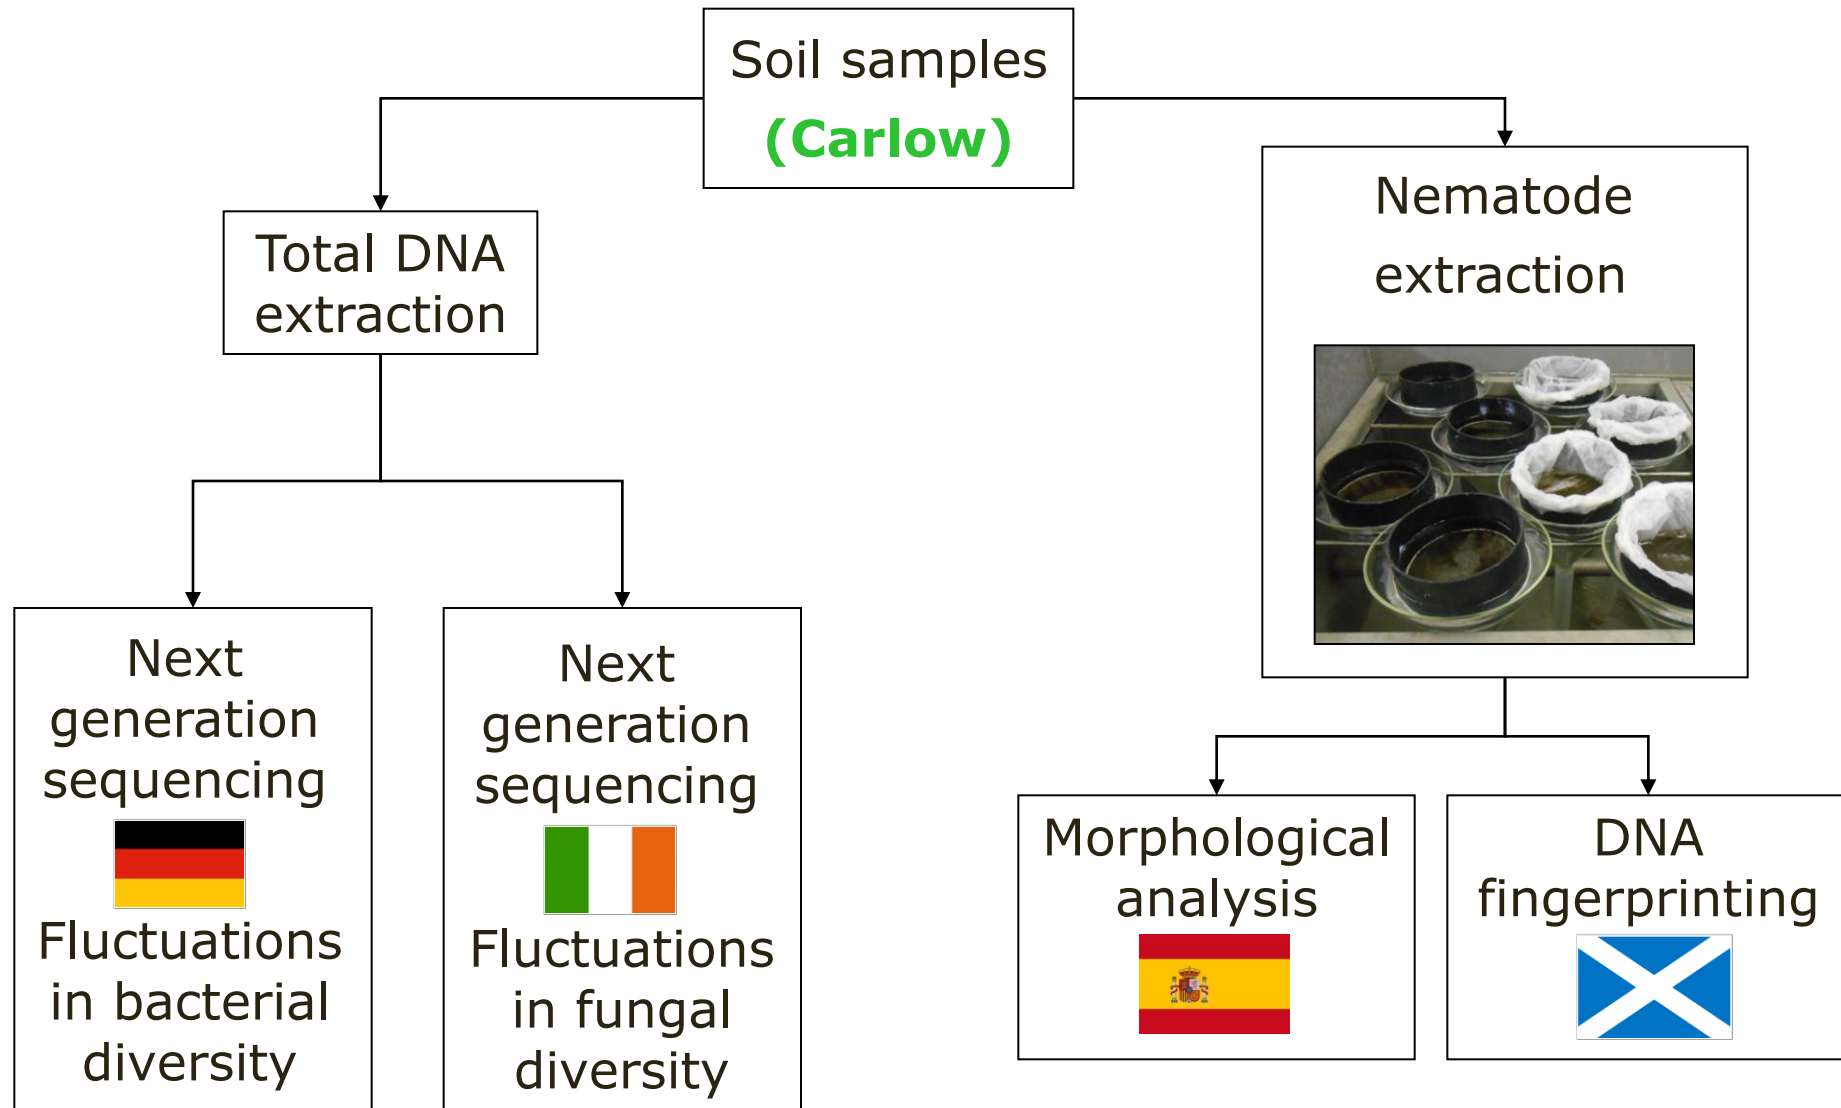 Soil samples
(Carlow)
Total DNA
extraction
Nematode
extraction
Next
generation
sequencing
Fluctuations
in bacterial
diversity
Next
generation
sequencing
Fluctuations
in fungal
diversity
Morphological
analysis
DNA
fingerprinting